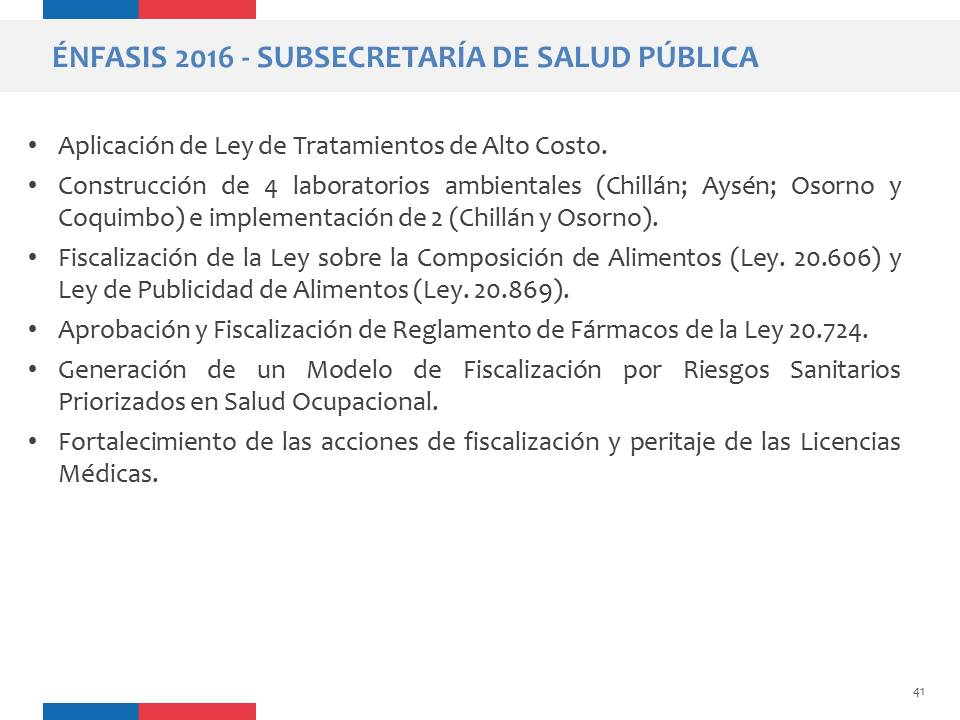 ÉNFASIS 2016 - SUBSECRETARÍA DE SALUD PÚBLICA
• Aplicación de Ley de Tratamientos de Alto Costo.
• Construcción de 4 laboratorios ambientales (Chillán; Aysén; Osorno y
Coquimbo) e implementación de 2 (Chillán y Osorno).
• Fiscalización de la Ley sobre la Composición de Alimentos (Ley. 20.606) y
Ley de Publicidad de Alimentos (Ley. 20.869).
• Aprobación y Fiscalización de Reglamento de Fármacos de la Ley 20.724.
• Generación de un Modelo de Fiscalización por Riesgos Sanitarios
Priorizados en Salud Ocupacional.
• Fortalecimiento de las acciones de fiscalización y peritaje de las Licencias
Médicas.
41